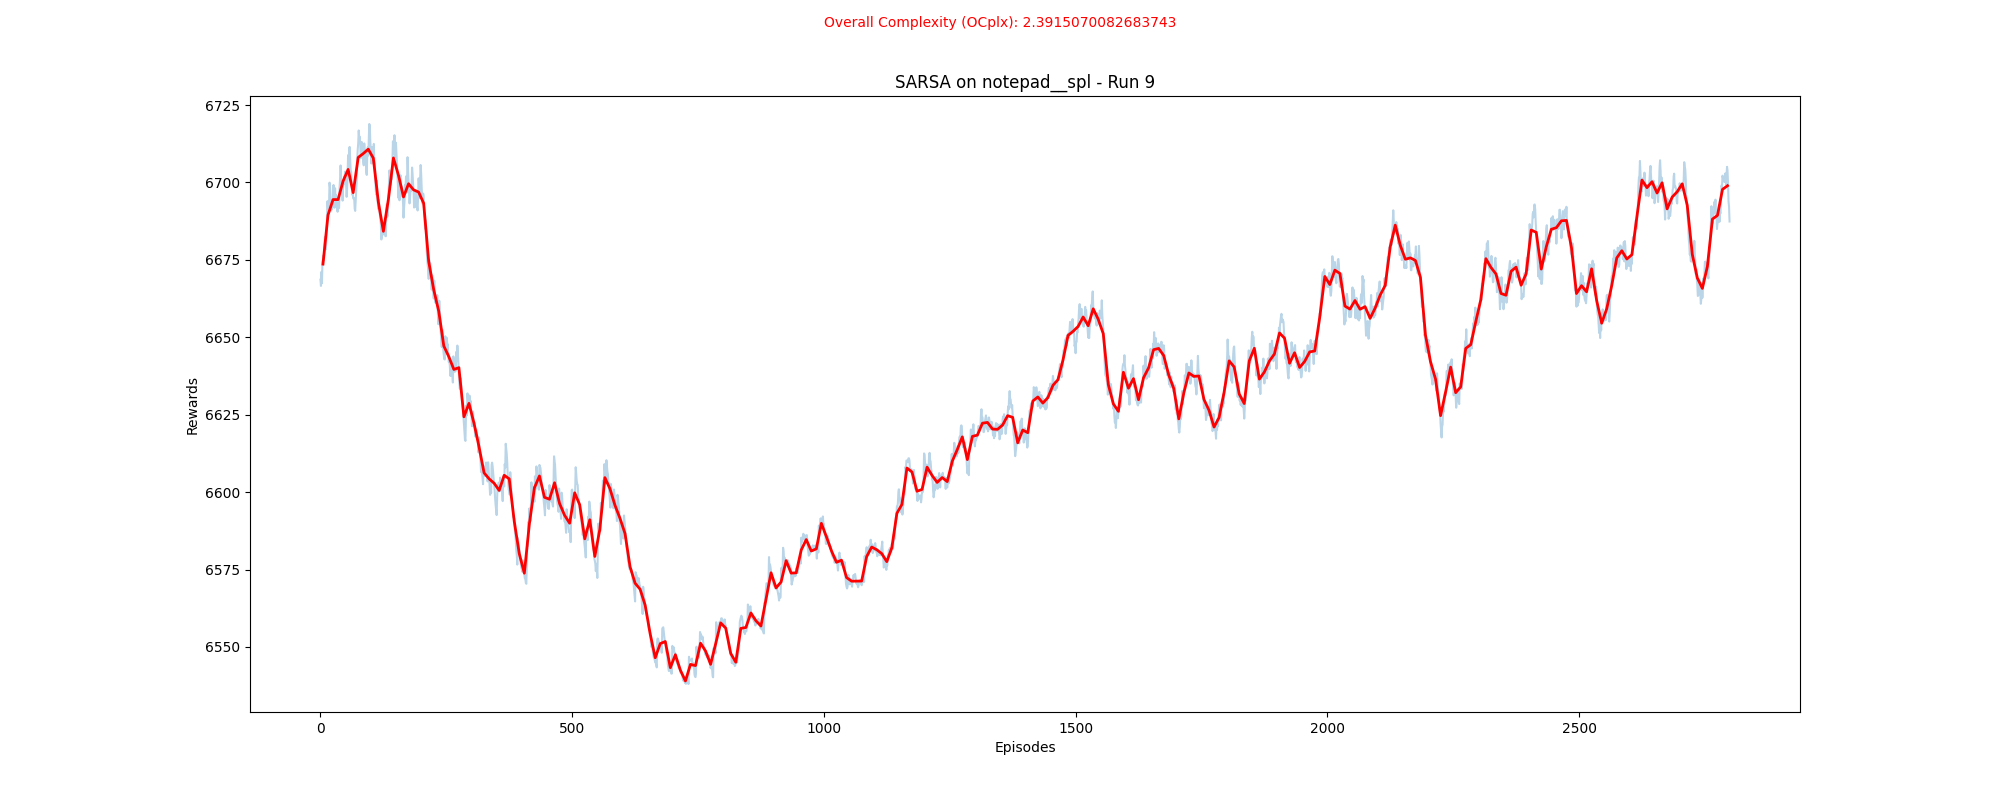 Overall Complexity (OCplx): 2.3915070082683743
SARSA on notepad__spl - Run 9
6725
6700
6675
6650
6625
6600
6575
6550
Rewards
0 500 1000 1500 2000 2500
Episodes